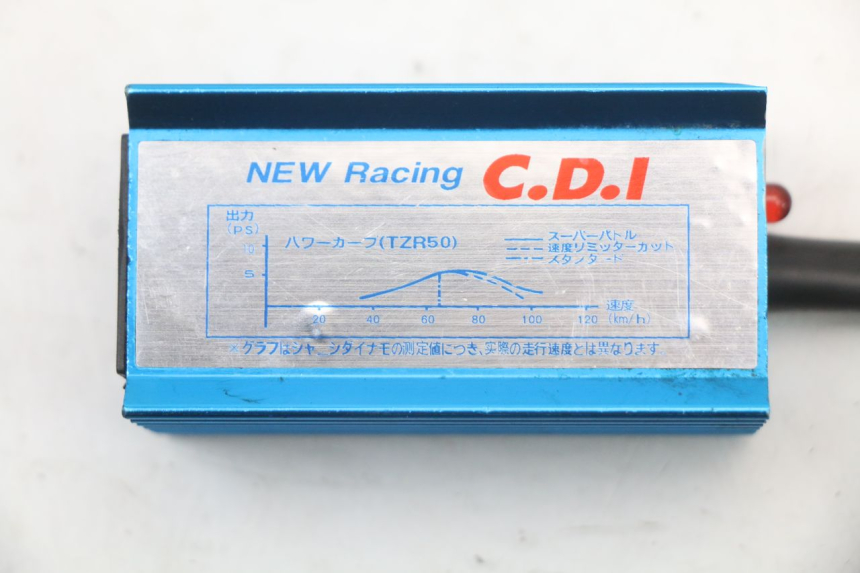 NEW Racing C.D.I
出力
(PS)
パワーカーブ(TZR50)
スーパーバトル
速度リミッターカット
スタンダード
10
5
速度
20 40 60 80 100 120 (km/h)
※グラフはシャーシダイナモの測定値につき、実際の走行速度とは異なります。